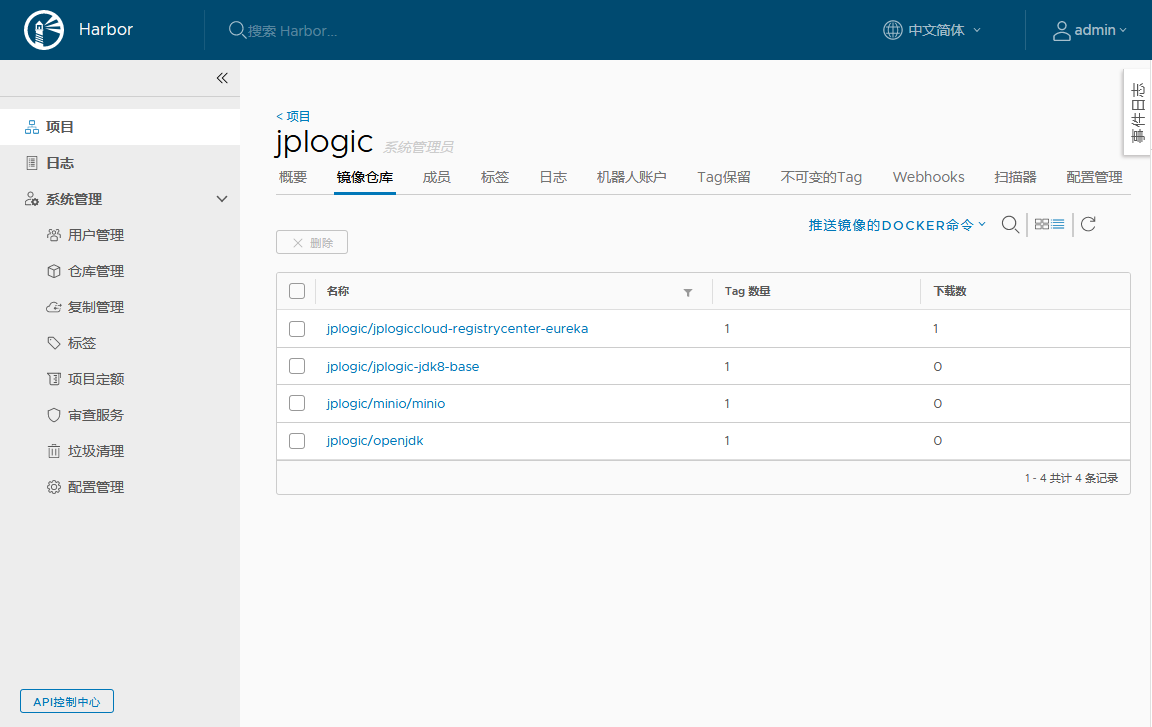 Harbor
搜索 Harbor...
中文简体
admin
事件日志
项目
日志
系统管理
用户管理
仓库管理
复制管理
标签
项目定额
审查服务
垃圾清理
配置管理
API控制中心
< 项目
jplogic 系统管理员
概要 镜像仓库 成员 标签 日志 机器人账户 Tag保留 不可变的Tag Webhooks 扫描器 配置管理
推送镜像的DOCKER命令
删除
名称 Tag 数量 下载数
jplogic/jplogiccloud-registrycenter-eureka 1 1
jplogic/jplogic-jdk8-base 1 0
jplogic/minio/minio 1 0
jplogic/openjdk 1 0
1 - 4 共计 4 条记录